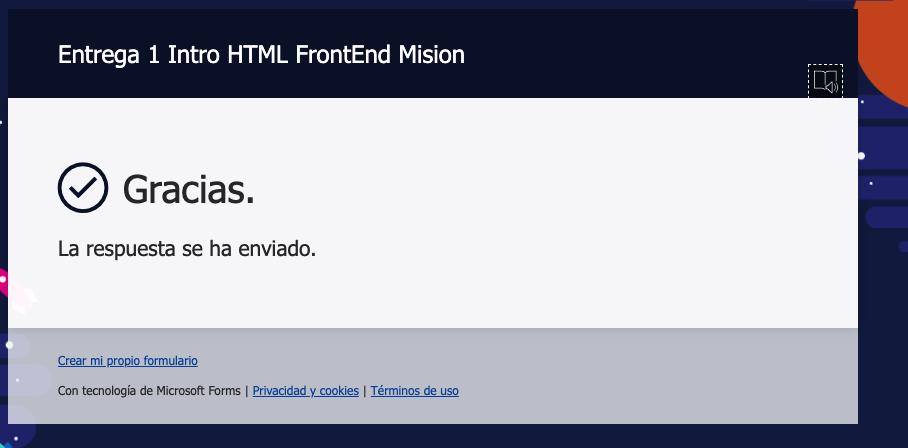 Entrega 1 Intro HTML FrontEnd Mision
Gracias.
La respuesta se ha enviado.
Crear mi propio formulario
Con tecnología de Microsoft Forms | Privacidad y cookies | Términos de uso